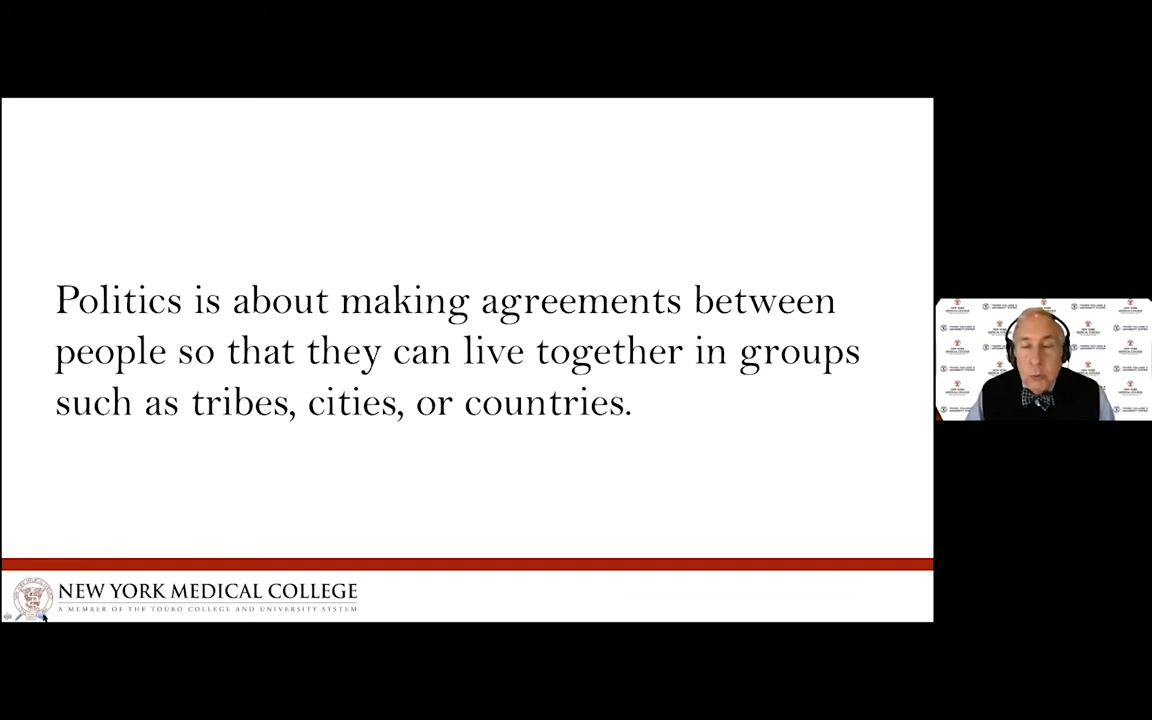 Politics is about making agreements between
people so that they can live together in groups
such as tribes, cities, or countries.
NEW YORK MEDICAL COLLEGE
A MEMBER OF THE TOURO COLLEGE AND UNIVERSITY SYSTEM